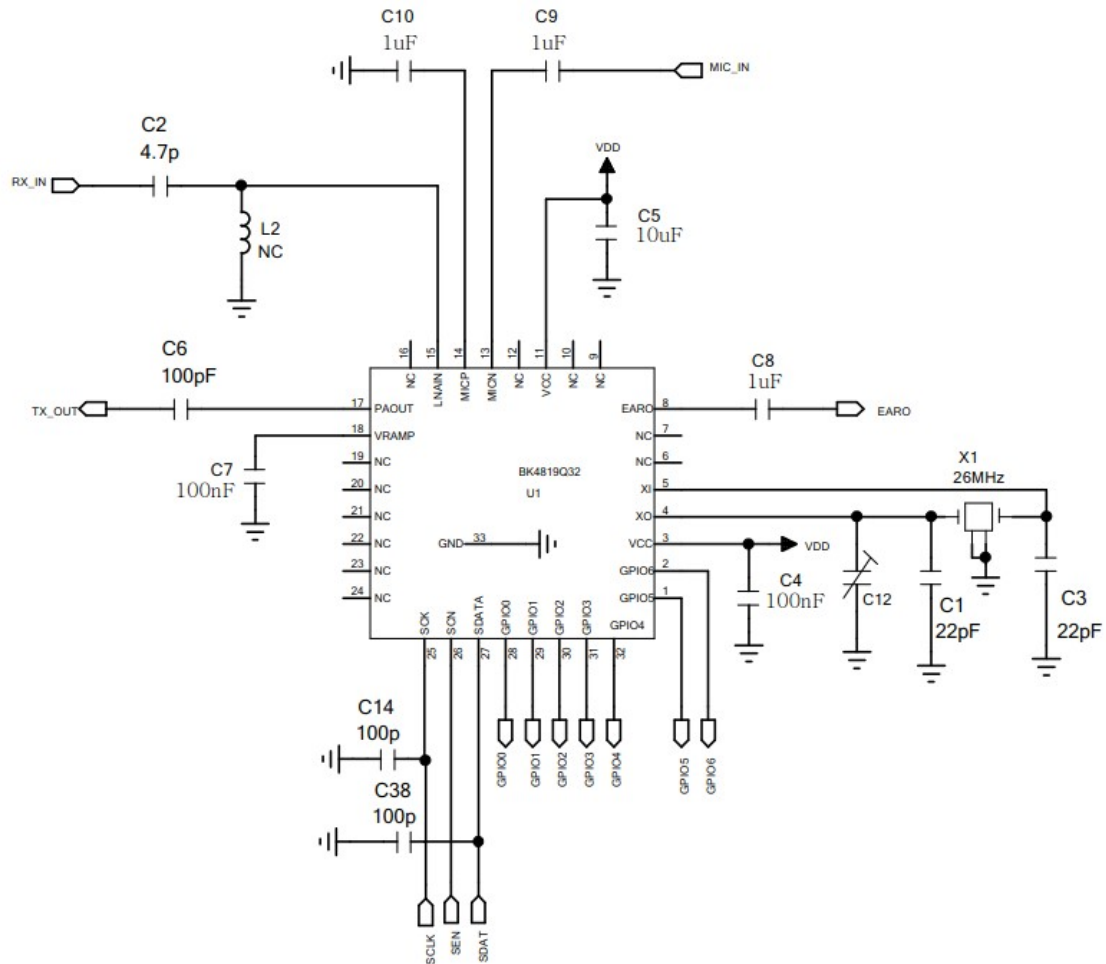 C10
1uF
C9
1uF
MIC_IN
C2
4.7p
RX_IN
L2
NC
VDD
C5
10uF
C6
100pF
TX_OUT
16
15
14
13
12
11
10
9
NC
LNAIN
MICP
MICN
NC
VCC
NC
NC
17
PAOUT
18
VRAMP
19
NC
20
NC
21
NC
22
NC
23
NC
24
NC
C7
100nF
BK4819Q32
U1
GND
33
EARO
8
NC
7
NC
6
XI
5
XO
4
VCC
3
GPIO6
2
GPIO5
1
C8
1uF
EARO
X1
26MHz
VDD
C4
100nF
C12
C1
22pF
C3
22pF
SCK
SCN
SDATA
GPIO0
GPIO1
GPIO2
GPIO3
GPIO4
25
26
27
28
29
30
31
32
C14
100p
C38
100p
GPIO0
GPIO1
GPIO2
GPIO3
GPIO4
GPIO5
GPIO6
SCLK
SEN
SDAT